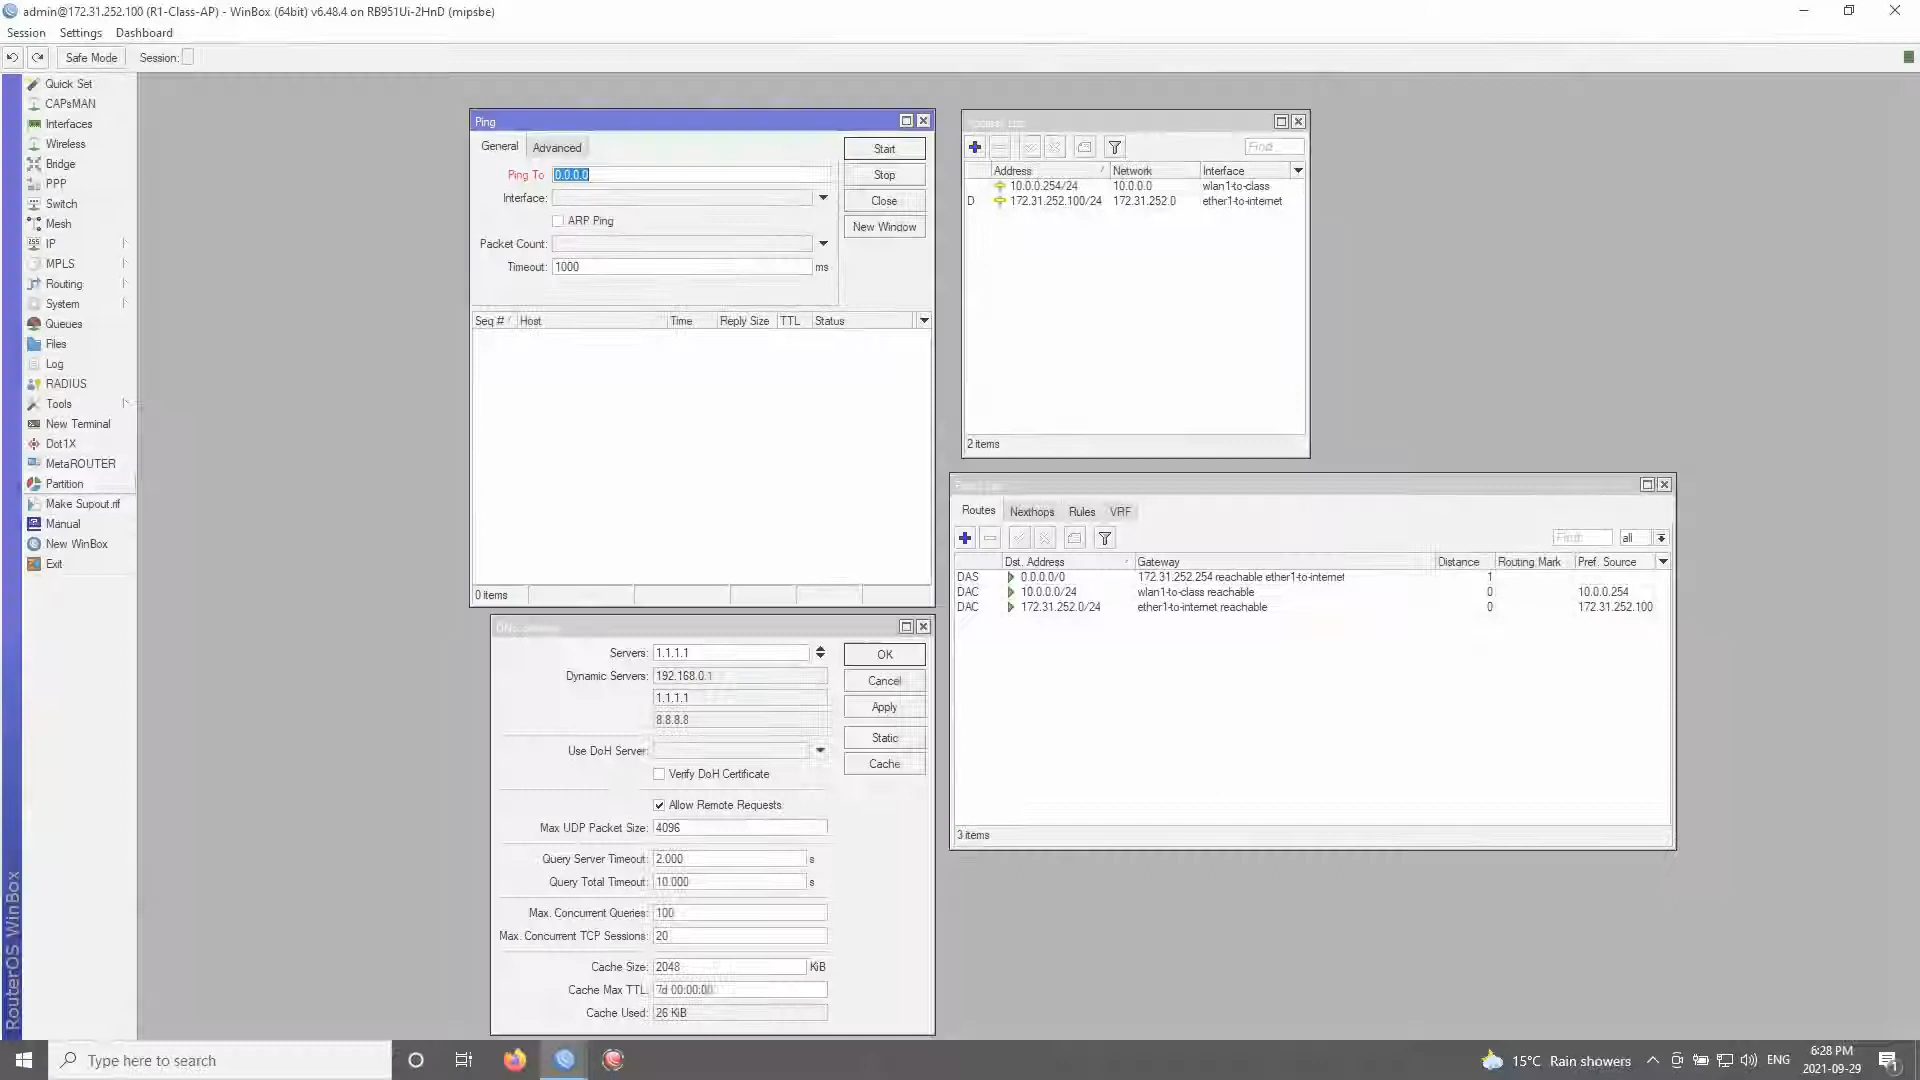 admin@172.31.252.100 (R1-Class-AP) - WinBox (64bit) v6.48.4 on RB951Ui-2HnD (mipsbe)
Session Settings Dashboard
Safe Mode Session:
Quick Set
CAPsMAN
Interfaces
Wireless
Bridge
PPP
Switch
Mesh
IP
MPLS
Routing
System
Queues
Files
Log
RADIUS
Tools
New Terminal
Dot1X
MetaROUTER
Partition
Make Supout.rif
Manual
New WinBox
Exit
RouterOS WinBox
Ping
General Advanced
Ping To 0.0.0.0
Interface:
ARP Ping
Packet Count:
Timeout: 1000 ms
Start
Stop
Close
New Window
Seq # Host Time Reply Size TTL Status
0 items
Find
Address Network Interface
10.0.0.254/24 10.0.0.0 wlan1-to-class
D 172.31.252.100/24 172.31.252.0 ether1-to-internet
2 items
Servers: 1.1.1.1
Dynamic Servers: 192.168.0.1
1.1.1.1
8.8.8.8
Use DoH Server:
Verify DoH Certificate
Allow Remote Requests
Max UDP Packet Size: 4096
Query Server Timeout: 2.000 s
Query Total Timeout: 10.000 s
Max. Concurrent Queries: 100
Max. Concurrent TCP Sessions: 20
Cache Size: 2048 KiB
Cache Max TTL: 7d 00:00:00
Cache Used: 26 KiB
OK
Cancel
Apply
Static
Cache
Routes Nexthops Rules VRF
Find all
Dst. Address Gateway Distance Routing Mark Pref. Source
DAS 0.0.0.0/0 172.31.252.254 reachable ether1-to-internet 1
DAC 10.0.0.0/24 wlan1-to-class reachable 0 10.0.0.254
DAC 172.31.252.0/24 ether1-to-internet reachable 0 172.31.252.100
3 items
Type here to search
15°C Rain showers
ENG
6:28 PM
2021-09-29
1